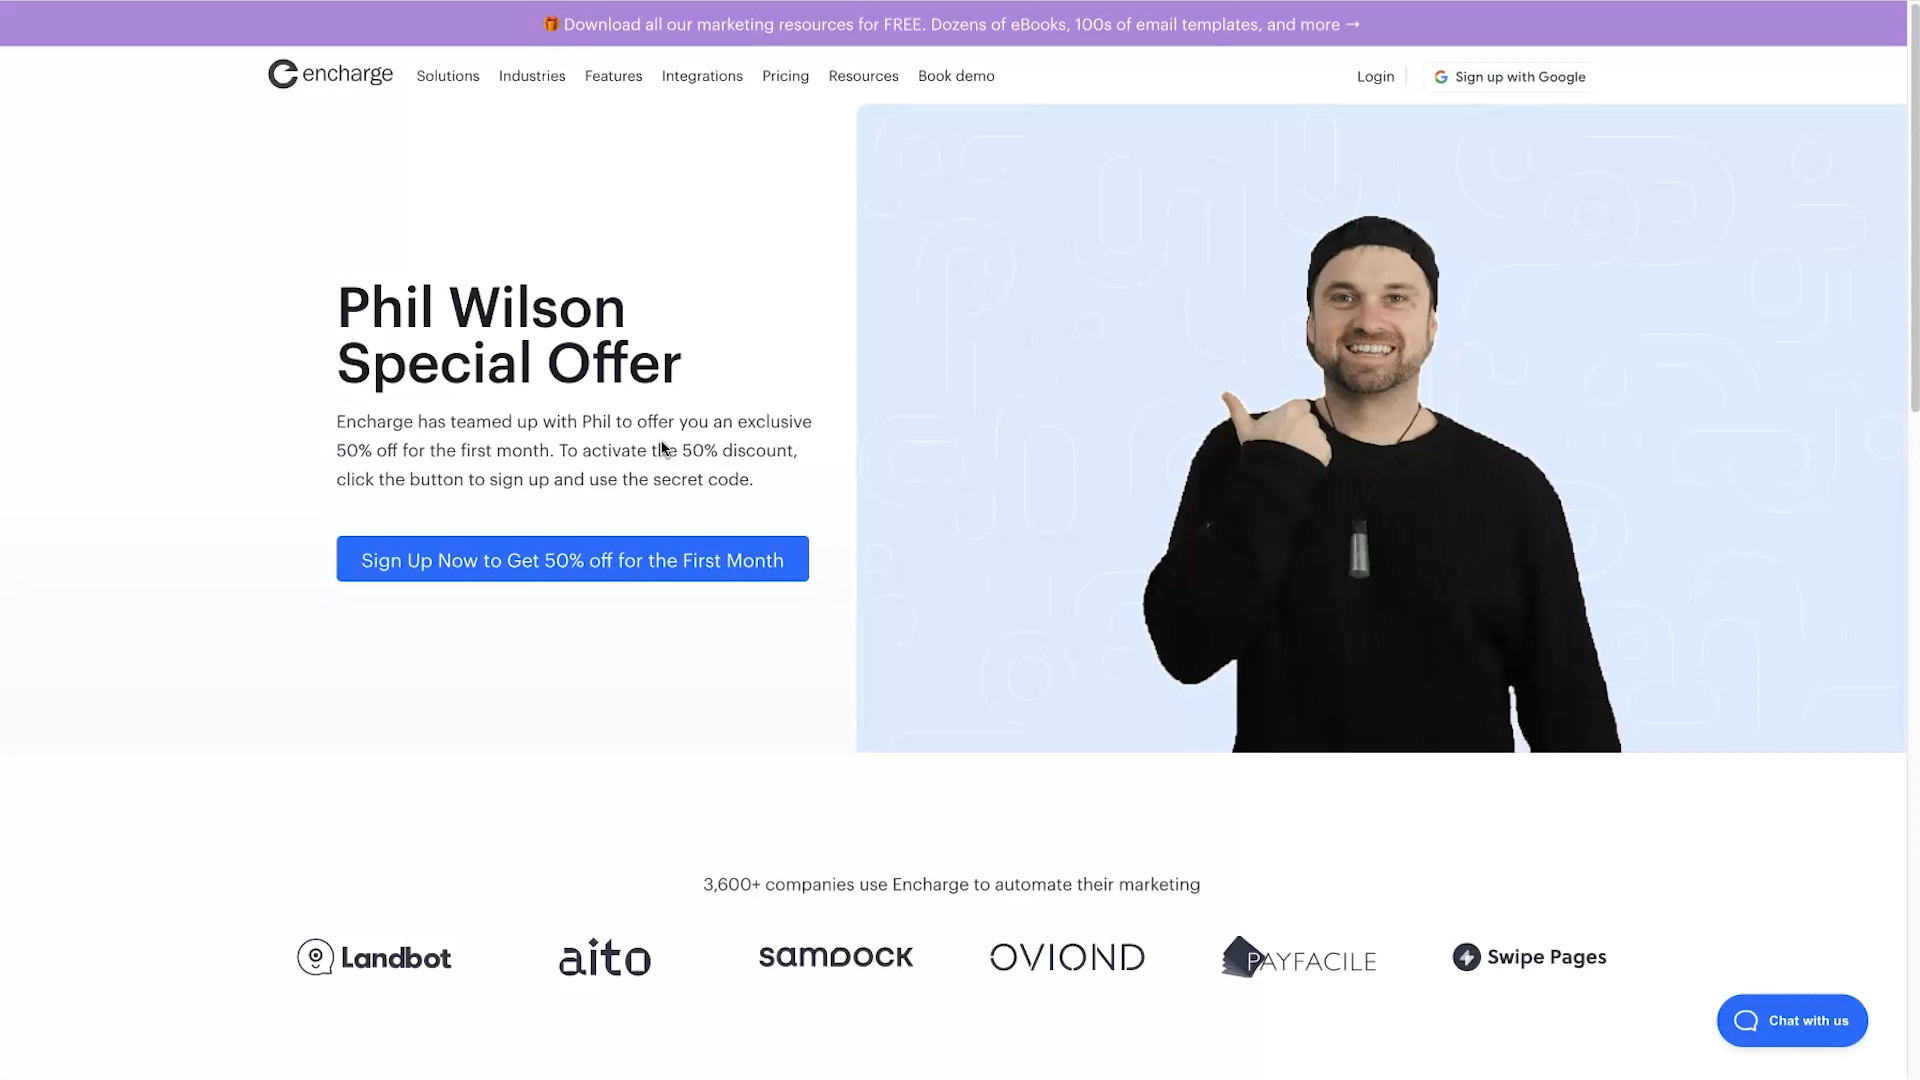 🎁 Download all our marketing resources for FREE. Dozens of eBooks, 100s of email templates, and more →
encharge Solutions Industries Features Integrations Pricing Resources Book demo Login Sign up with Google
Phil Wilson
Special Offer
Encharge has teamed up with Phil to offer you an exclusive
50% off for the first month. To activate the 50% discount,
click the button to sign up and use the secret code.
Sign Up Now to Get 50% off for the First Month
3,600+ companies use Encharge to automate their marketing
Landbot aito SAMDOCK OVIOND PAYFACILE Swipe Pages
Chat with us